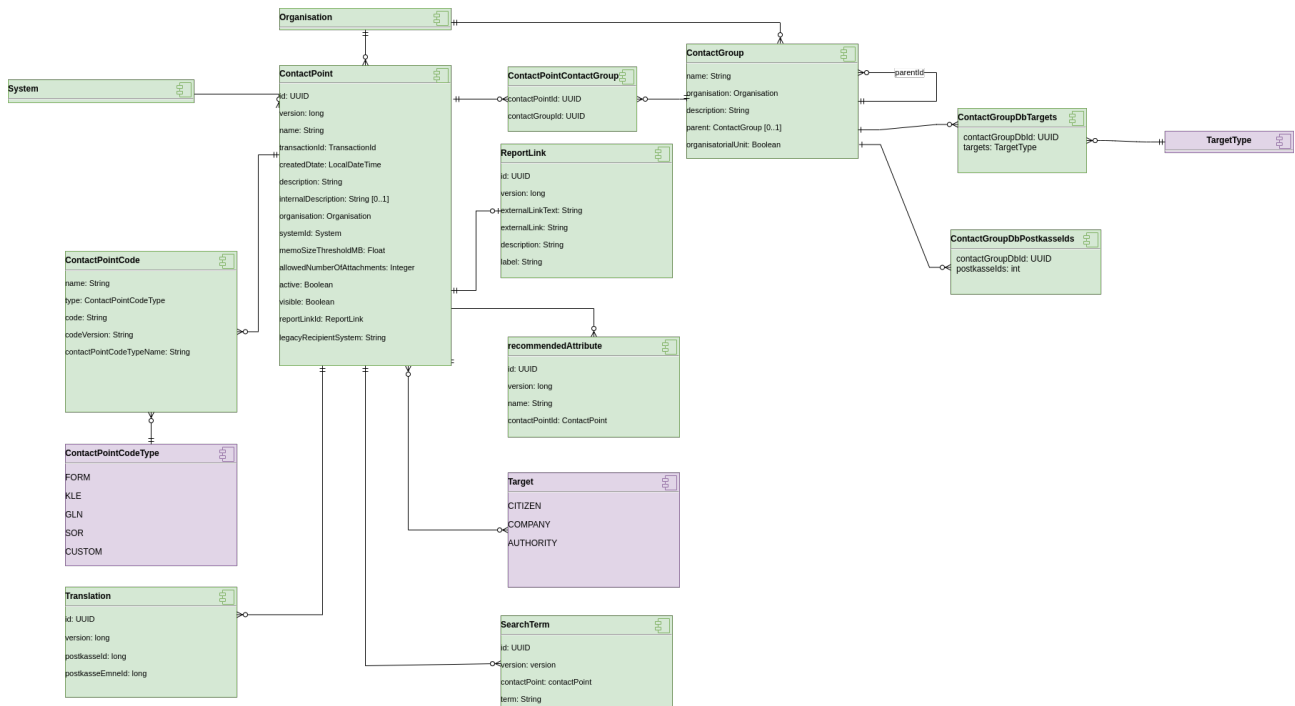 Organisation
ContactPoint
id: UUID
version: long
name: String
transactionId: TransactionId
createdDtate: LocalDateTime
description: String
internalDescription: String [0..1]
organisation: Organisation
systemId: System
memoSizeThresholdMB: Float
allowedNumberOfAttachments: Integer
active: Boolean
visible: Boolean
reportLinkId: ReportLink
legacyRecipientSystem: String
System
ContactPointContactGroup
contactPointId: UUID
contactGroupId: UUID
ContactGroup
name: String
organisation: Organisation
description: String
parent: ContactGroup [0..1]
organisatorialUnit: Boolean
parentId
ContactGroupDbTargets
contactGroupDbId: UUID
targets: TargetType
TargetType
ReportLink
id: UUID
version: long
externalLinkText: String
externalLink: String
description: String
label: String
ContactGroupDbPostkasseIds
contactGroupDbId: UUID
postkasseIds: int
ContactPointCode
name: String
type: ContactPointCodeType
code: String
codeVersion: String
contactPointCodeTypeName: String
recommendedAttribute
id: UUID
version: long
name: String
contactPointId: ContactPoint
ContactPointCodeType
FORM
KLE
GLN
SOR
CUSTOM
Target
CITIZEN
COMPANY
AUTHORITY
Translation
id: UUID
version: long
postkasseId: long
postkasseEmneId: long
SearchTerm
id: UUID
version: version
contactPoint: contactPoint
term: String